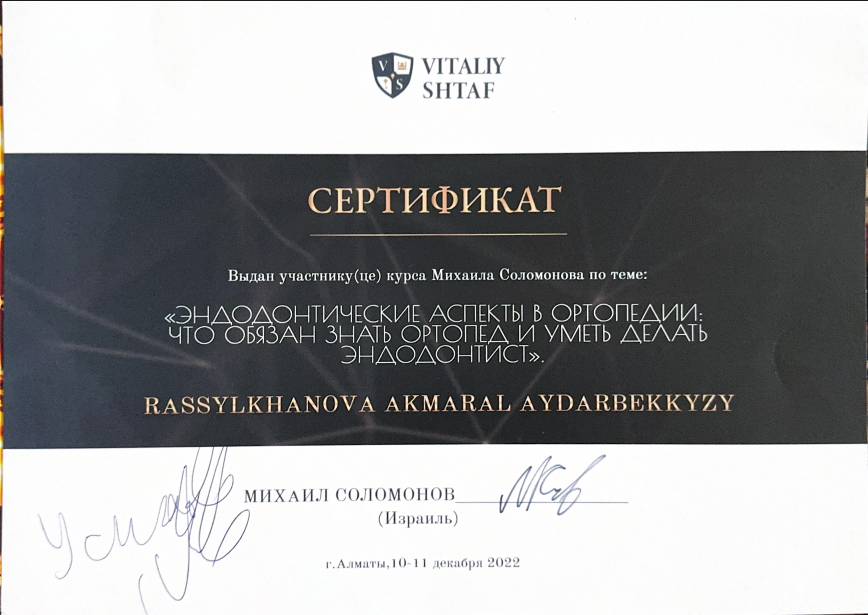 VITALIY
SHTAF
V
S
СЕРТИФИКАТ
Выдан участнику(це) курса Михаила Соломонова по теме:
«ЭНДОДОНТИЧЕСКИЕ АСПЕКТЫ В ОРТОПЕДИИ:
ЧТО ОБЯЗАН ЗНАТЬ ОРТОПЕД И УМЕТЬ ДЕЛАТЬ
ЭНДОДОНТИСТ».
RASSYLKHANOVA AKMARAL AYDARBEKKYZY
МИХАИЛ СОЛОМОНОВ
(Израиль)
г.Алматы,10-11 декабря 2022